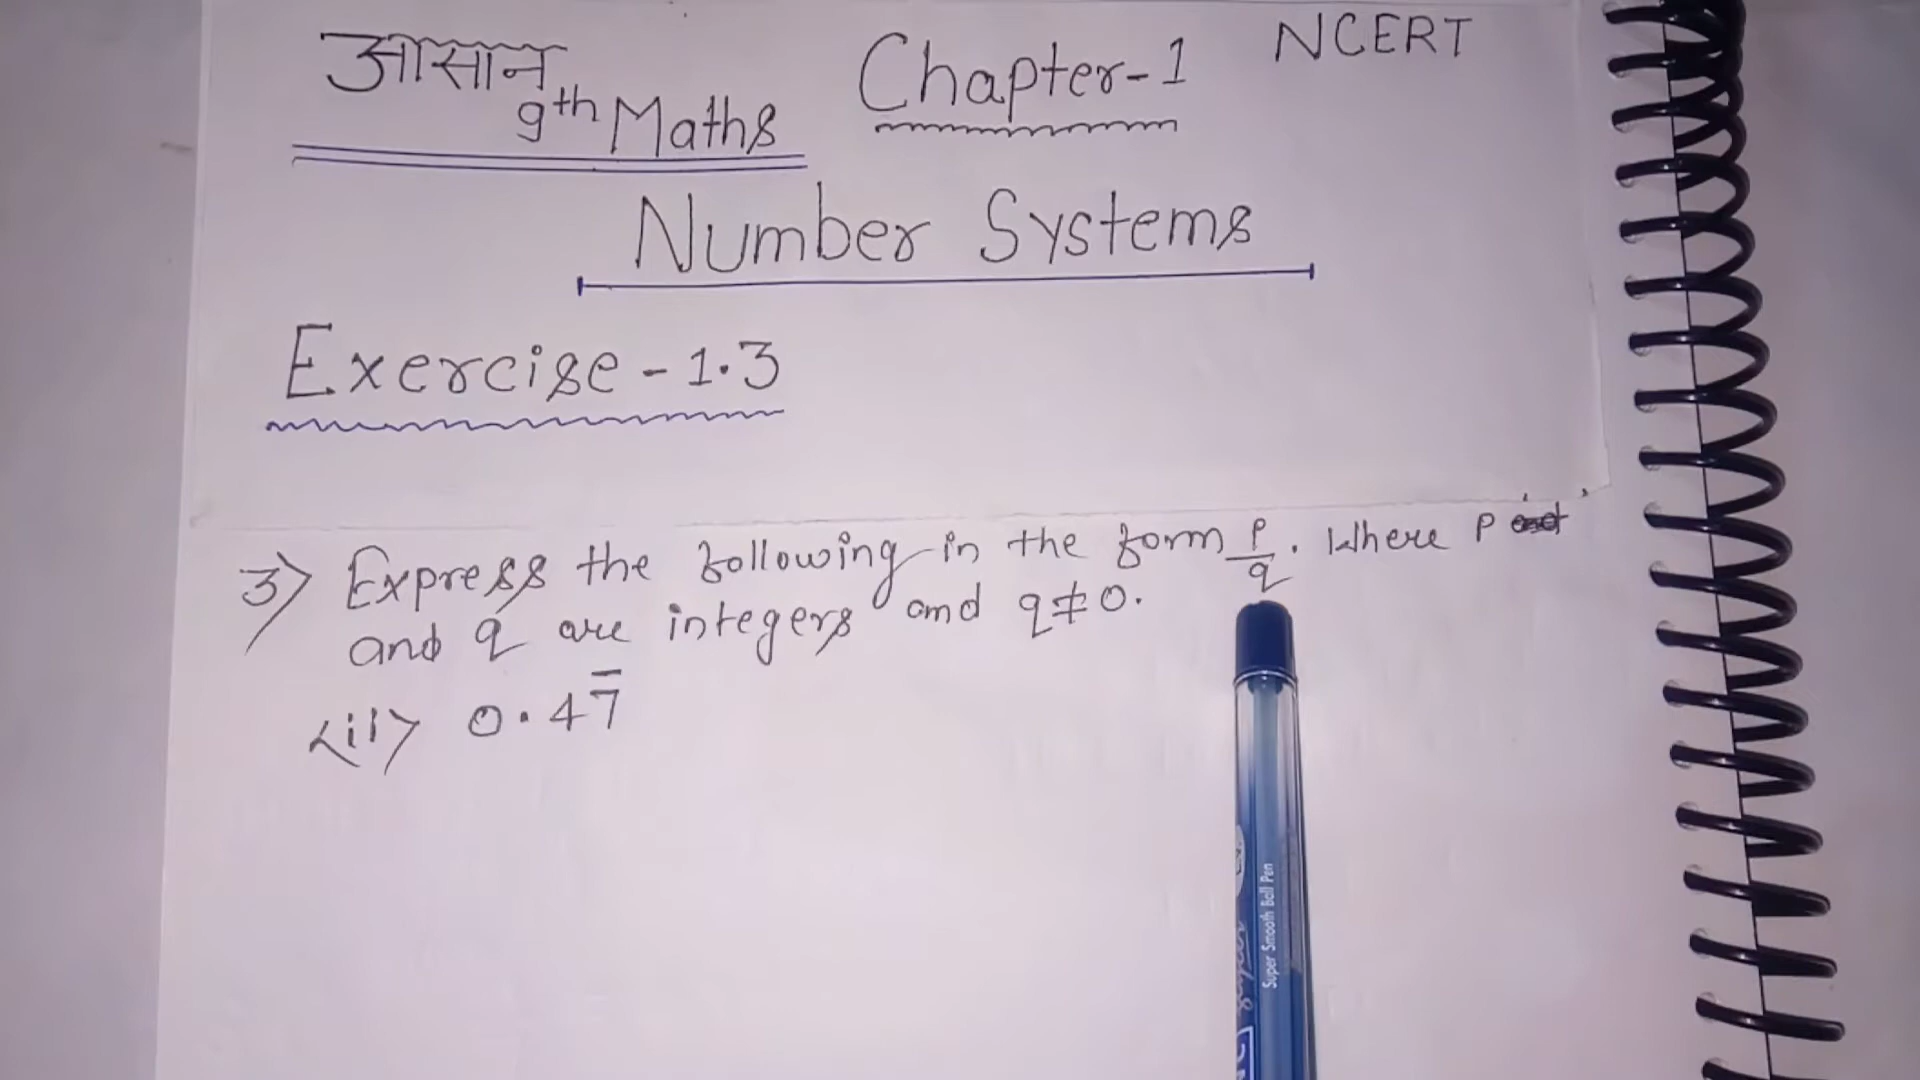 आसान
9th Maths
Chapter-1
NCERT
Number Systems
Exercise - 1.3
3) Express the following in the form p/q. Where p
and q are integers and q≠0.
<ii> 0.47̅
Super Smooth Ball Pen